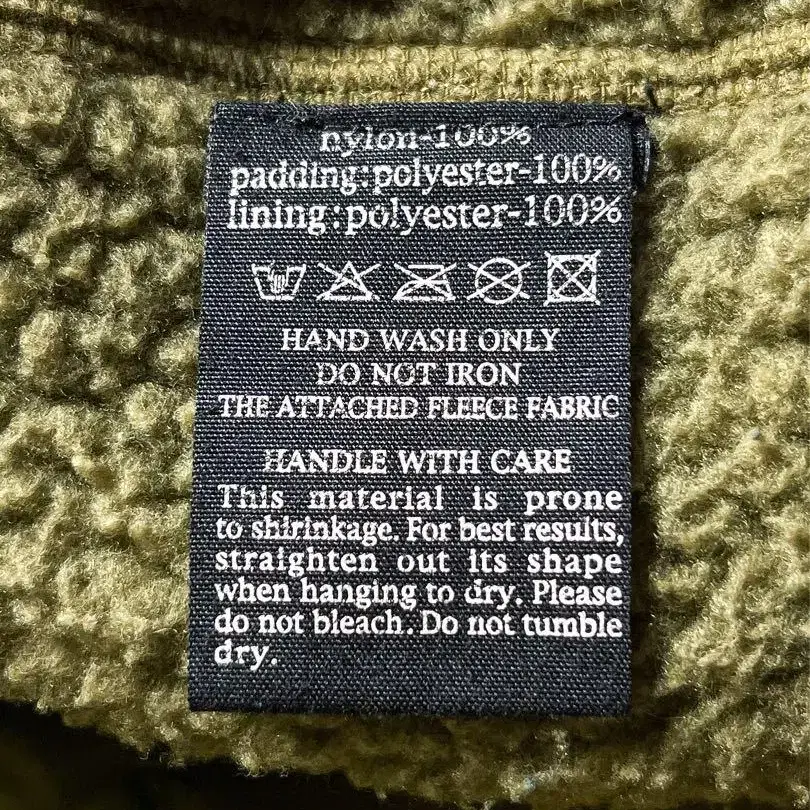 nylon-100%
padding:polyester-100%
lining:polyester-100%
HAND WASH ONLY
DO NOT IRON
THE ATTACHED FLEECE FABRIC
HANDLE WITH CARE
This material is prone
to shirinkage. For best results,
straighten out its shape
when hanging to dry. Please
do not bleach. Do not tumble
dry.